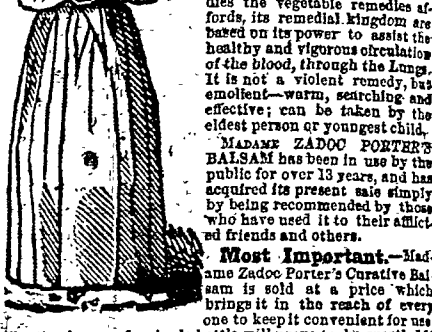 dies the vegetable remedies af-
fords, its remedial kingdom are
based on its power to assist the
healthy and vigorous circulation
of the blood, through the Lungs.
It is not a violent remedy, but
emolient—warm, searching and
effective; can be taken by the
eldest person or youngest child.
MADAME ZADOC PORTER'S
BALSAM has been in use by the
public for over 13 years, and has
acquired its present sale simply
by being recommended by those
who have used it to their afflict-
ed friends and others.
Most Important.—Mad-
ame Zadoc Porter's Curative Bal
sam is sold at a price which
brings it in the reach of every
one to keep it convenient for use